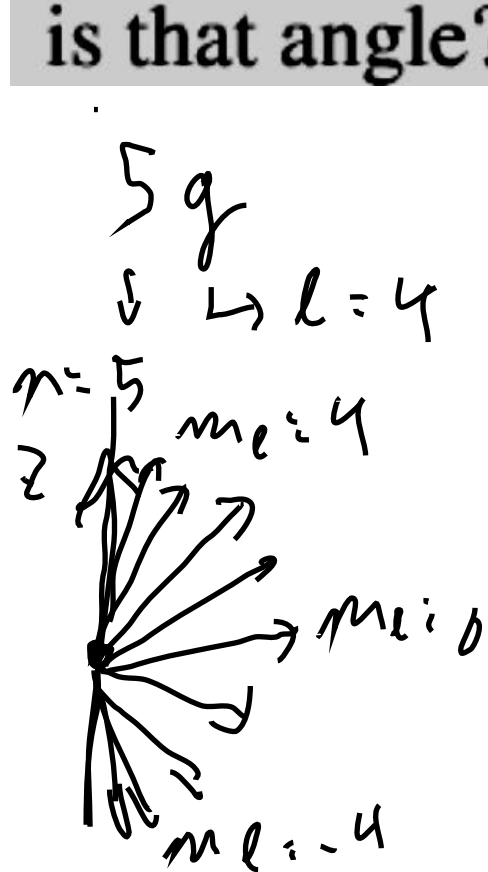 is that angle?
5g
↳ l = 4
n = 5
mₗ = 4
z
mₗ = 0
mₗ = -4